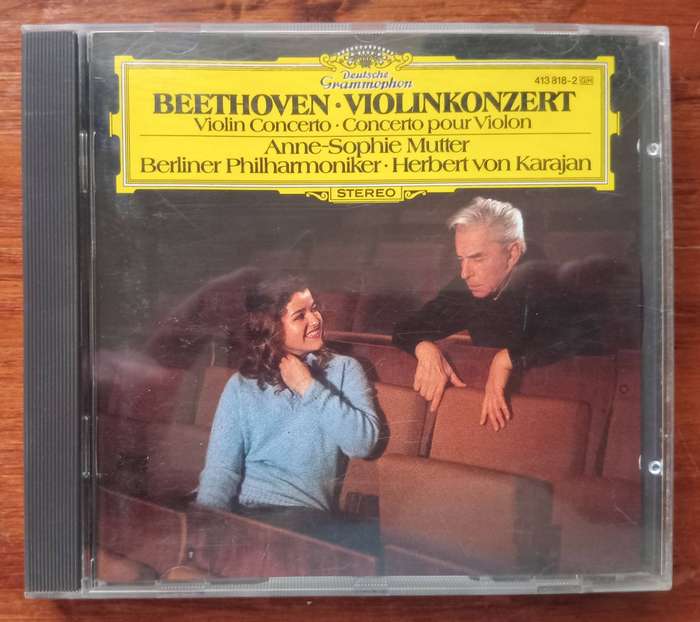 Deutsche
Grammophon
413 818-2 GH
BEETHOVEN · VIOLINKONZERT
Violin Concerto · Concerto pour Violon
Anne-Sophie Mutter
Berliner Philharmoniker · Herbert von Karajan
STEREO